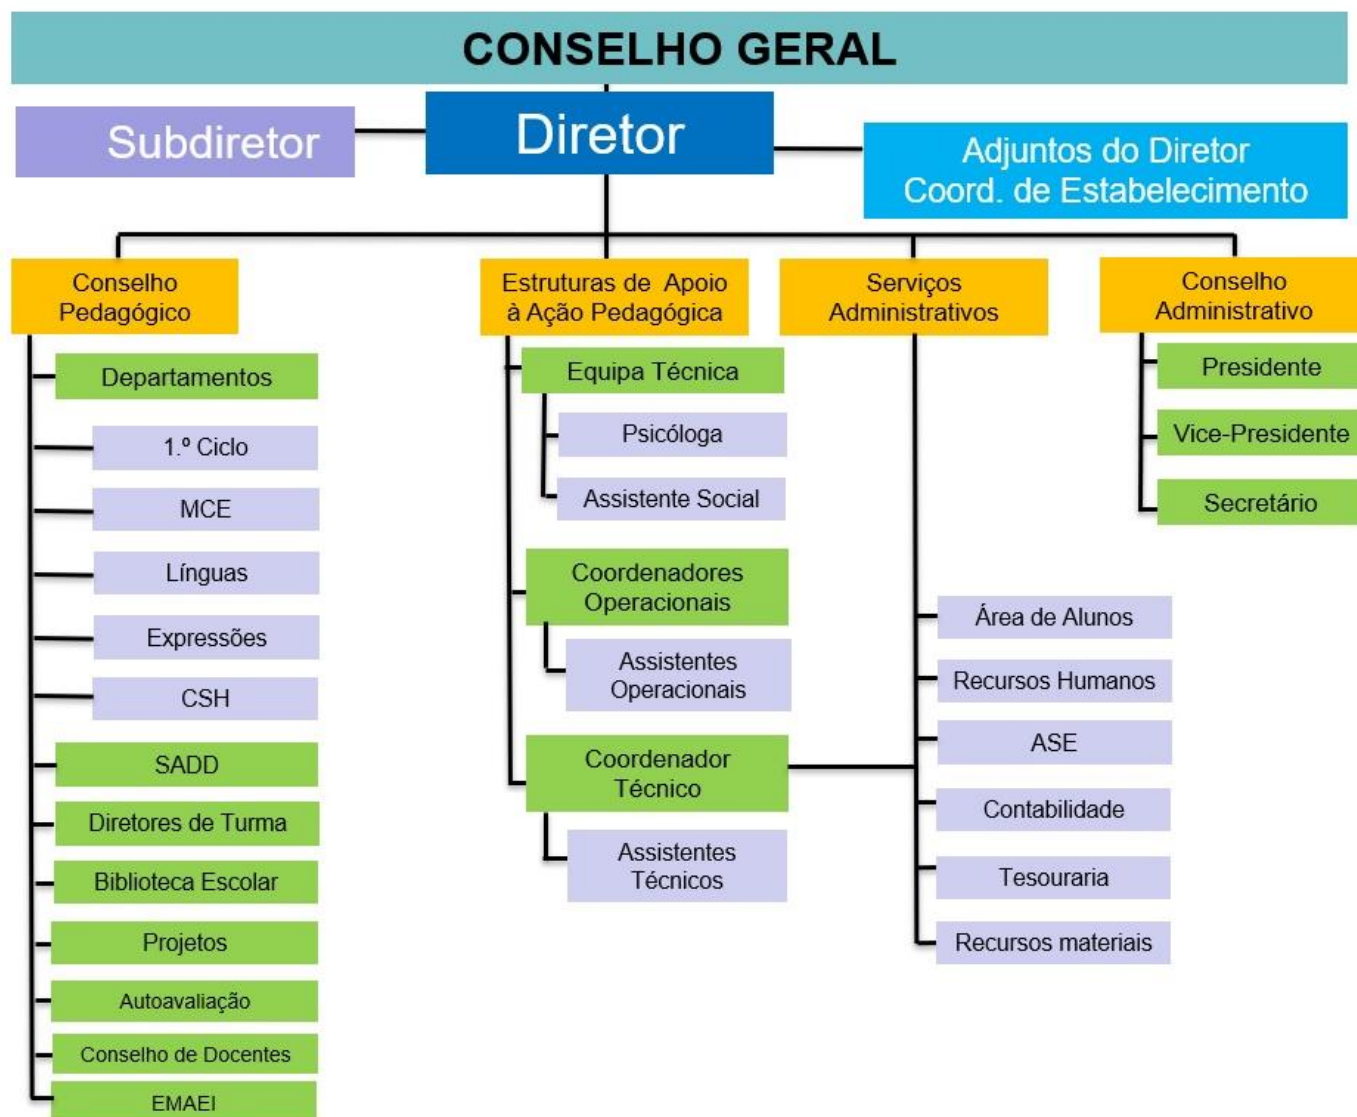 CONSELHO GERAL
Subdiretor
Diretor
Adjuntos do Diretor
Coord. de Estabelecimento
Conselho
Pedagógico
Departamentos
1.º Ciclo
MCE
Línguas
Expressões
CSH
SADD
Diretores de Turma
Biblioteca Escolar
Projetos
Autoavaliação
Conselho de Docentes
EMAEI
Estruturas de Apoio
à Ação Pedagógica
Equipa Técnica
Psicóloga
Assistente Social
Coordenadores
Operacionais
Assistentes
Operacionais
Coordenador
Técnico
Assistentes
Técnicos
Serviços
Administrativos
Área de Alunos
Recursos Humanos
ASE
Contabilidade
Tesouraria
Recursos materiais
Conselho
Administrativo
Presidente
Vice-Presidente
Secretário